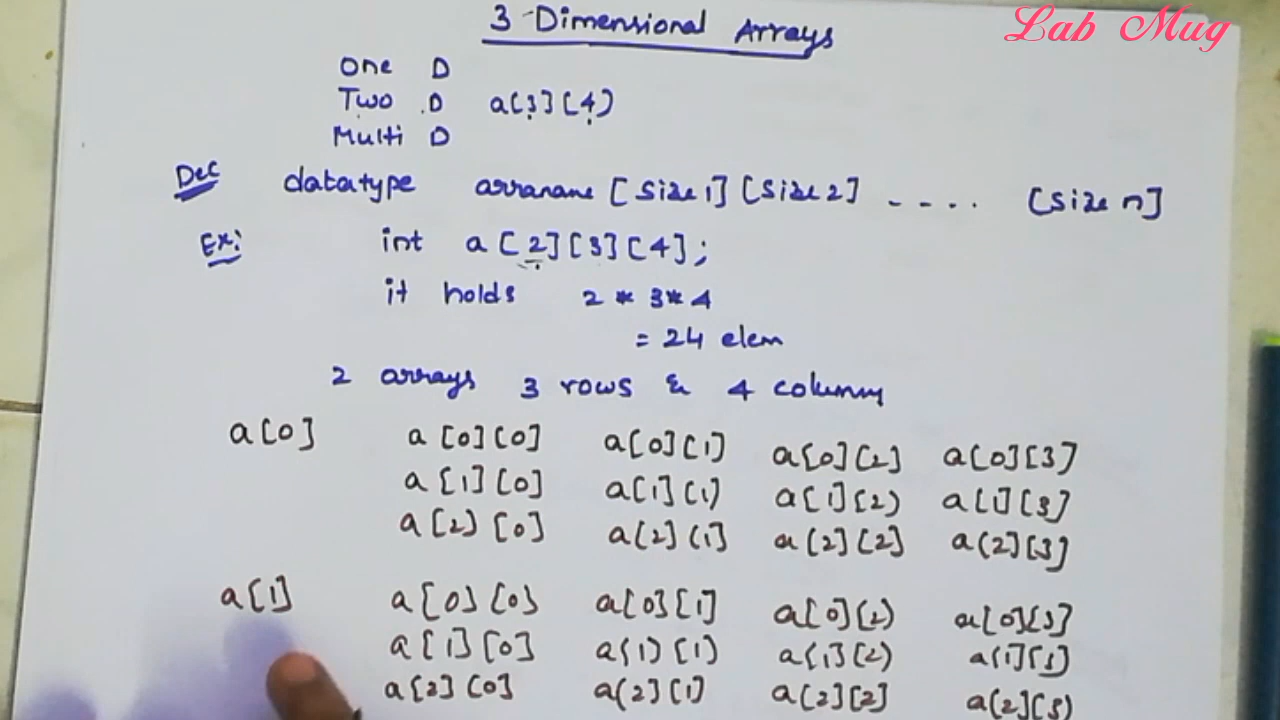 3-Dimensional Arrays
Lab Mug
One D
Two D a[3][4]
Multi D
Dec datatype arraname [size1][size2] - - . . . [size n]
Ex: int a[2][3][4];
it holds 2 * 3 * 4
= 24 elem
2 arrays 3 rows & 4 column
a[0] a[0][0] a[0][1] a[0][2] a[0][3]
a[1][0] a[1][1] a[1][2] a[1][3]
a[2][0] a[2][1] a[2][2] a[2][3]
a[1] a[0][0] a[0][1] a[0][2] a[0][3]
a[1][0] a[1][1] a[1][2] a[1][3]
a[2][0] a[2][1] a[2][2] a[2][3]